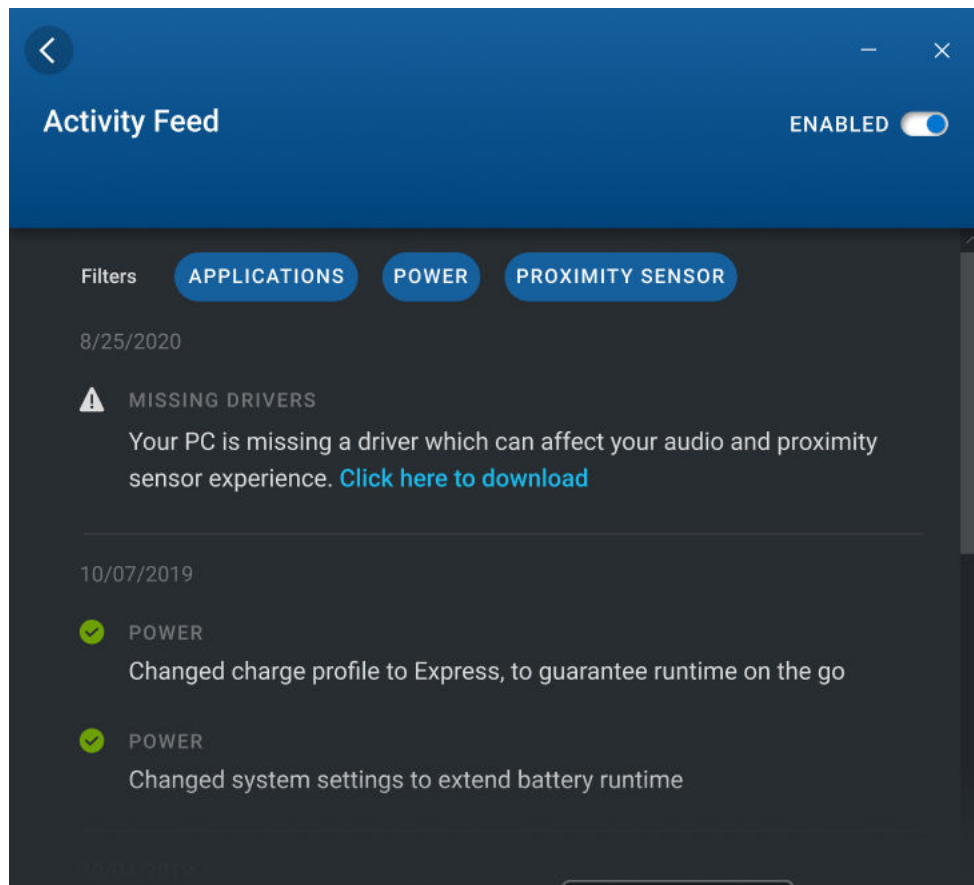 Activity Feed
ENABLED
Filters APPLICATIONS POWER PROXIMITY SENSOR
8/25/2020
MISSING DRIVERS
Your PC is missing a driver which can affect your audio and proximity
sensor experience. Click here to download
10/07/2019
POWER
Changed charge profile to Express, to guarantee runtime on the go
POWER
Changed system settings to extend battery runtime